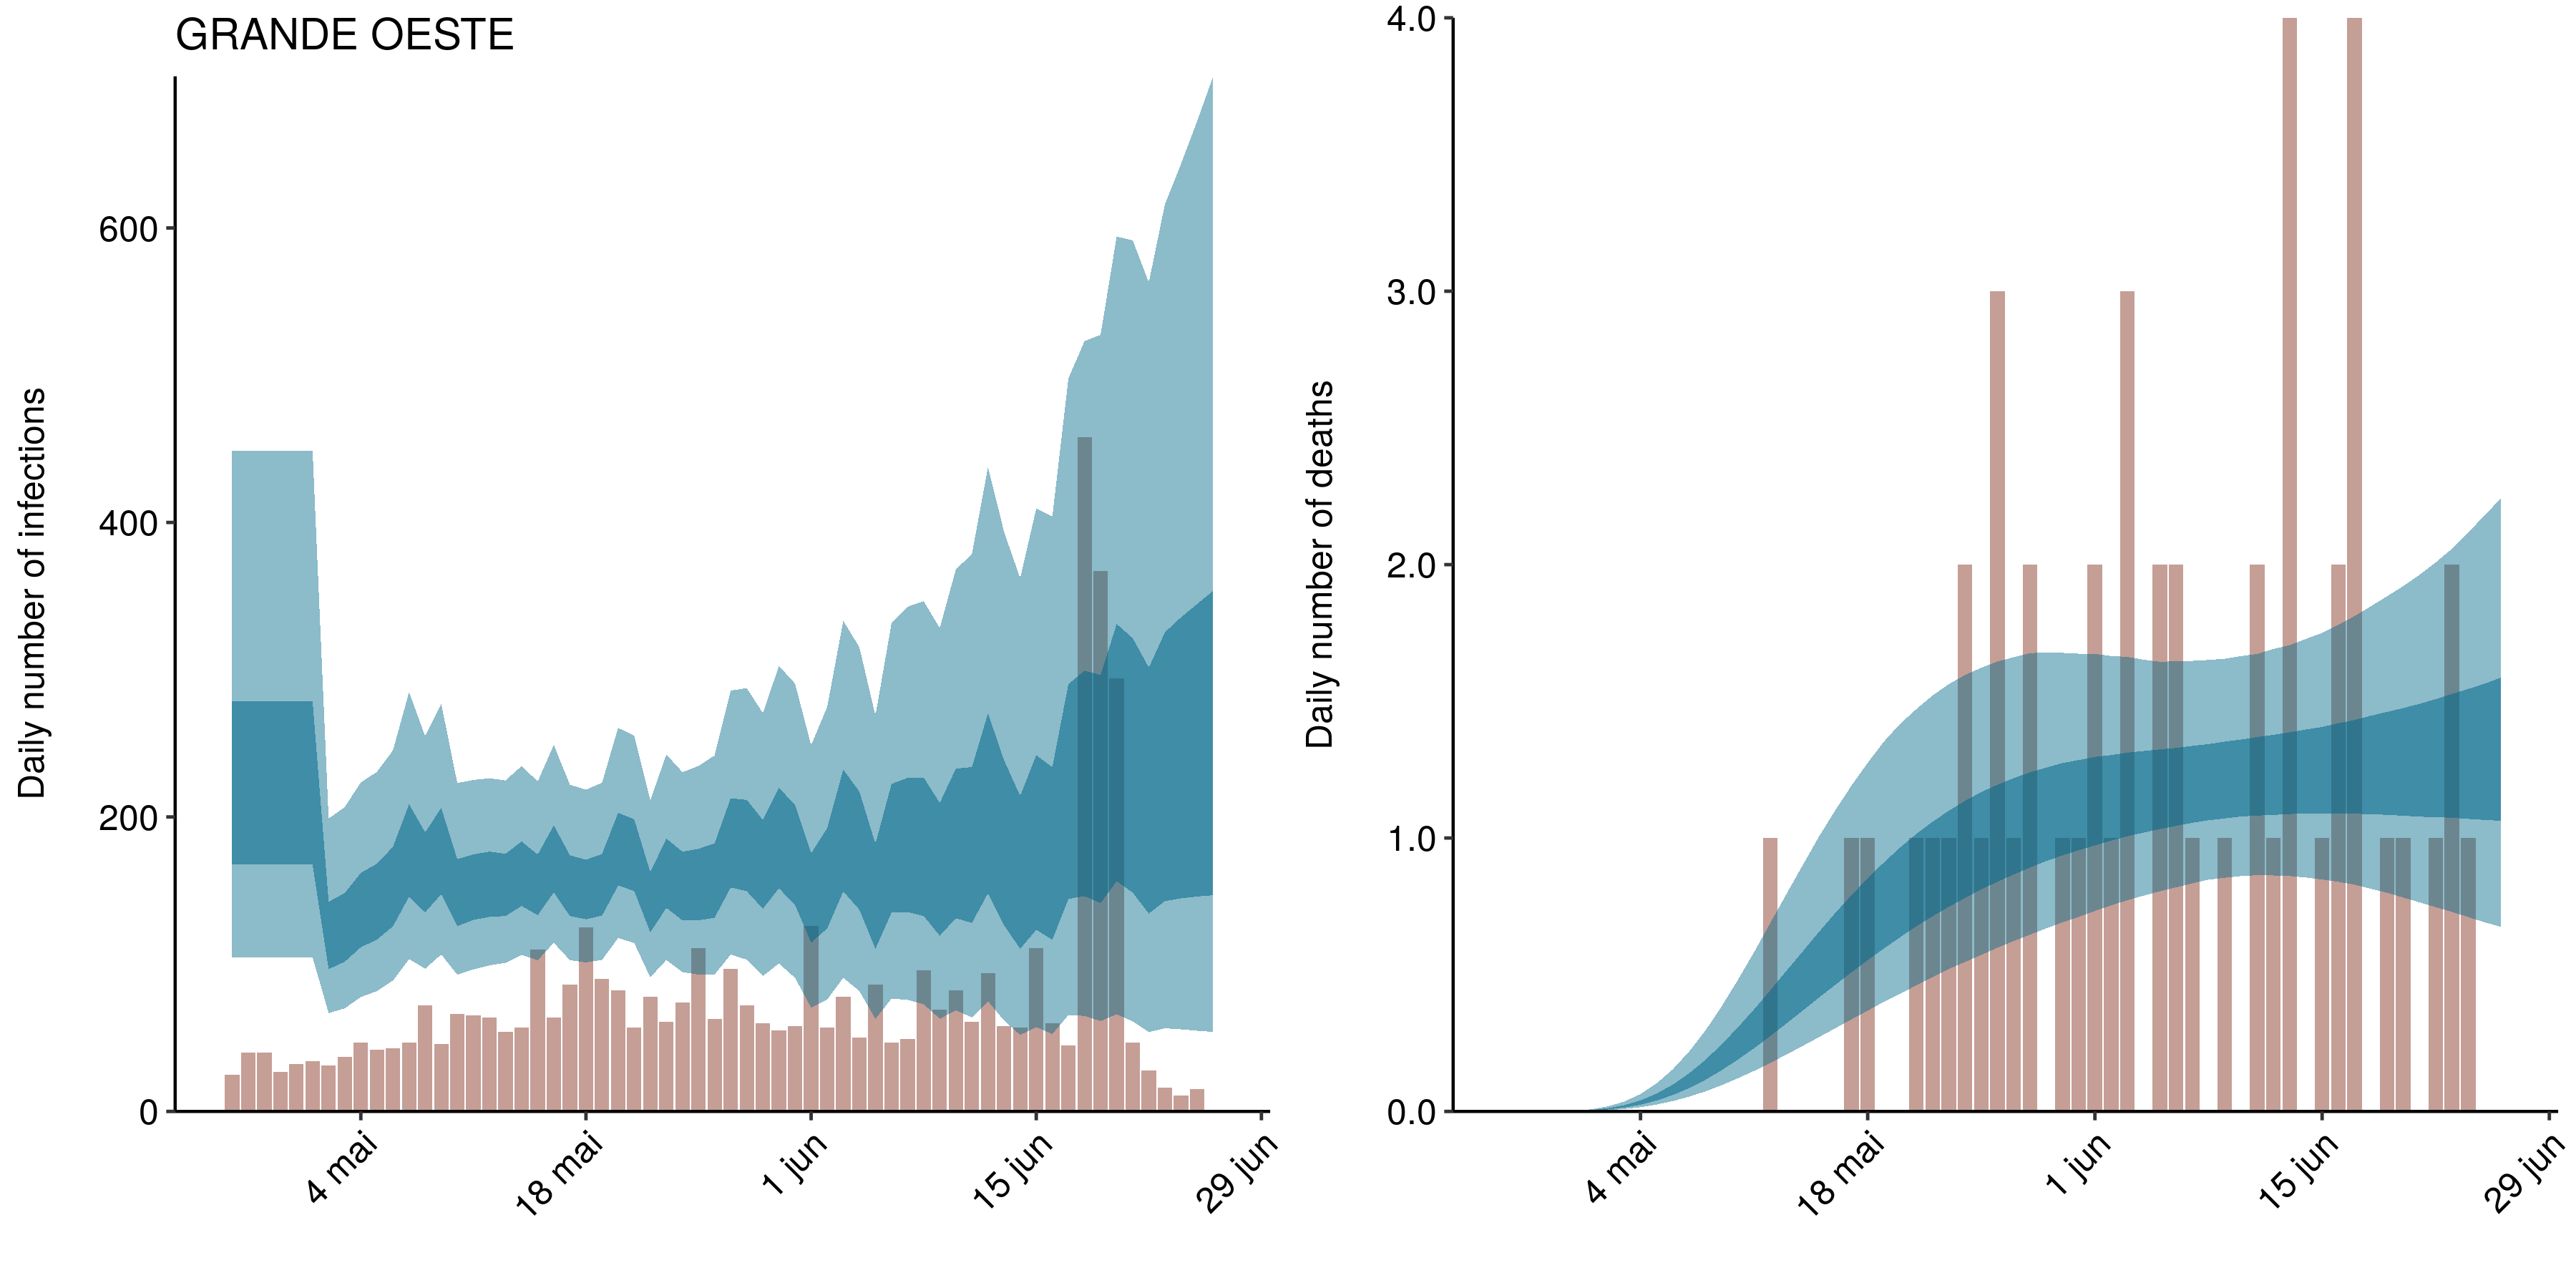 GRANDE OESTE
Daily number of infections
600
400
200
0
4 mai
18 mai
1 jun
15 jun
29 jun
Daily number of deaths
4.0
3.0
2.0
1.0
0.0
4 mai
18 mai
1 jun
15 jun
29 jun